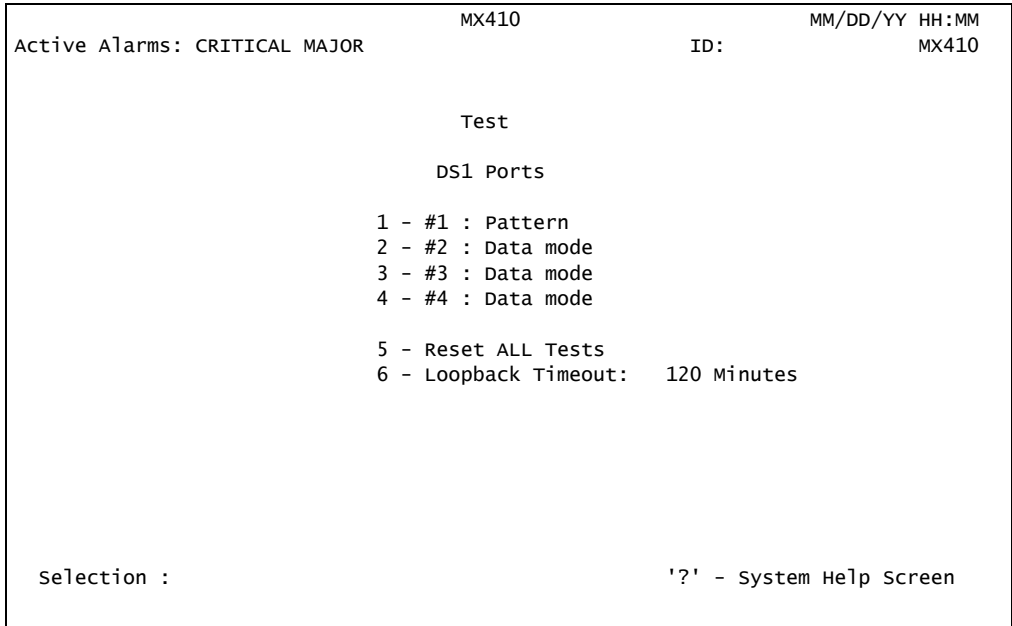 MX410 MM/DD/YY HH:MM
Active Alarms: CRITICAL MAJOR ID: MX410
Test
DS1 Ports
1 – #1 : Pattern
2 – #2 : Data mode
3 – #3 : Data mode
4 – #4 : Data mode
5 – Reset ALL Tests
6 – Loopback Timeout: 120 Minutes
Selection : '?' – System Help Screen